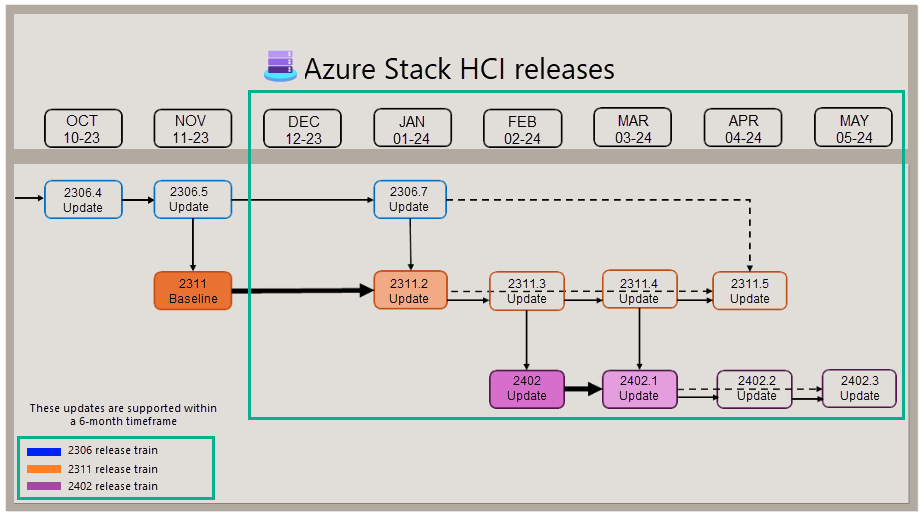 Azure Stack HCI releases
OCT
10-23
NOV
11-23
DEC
12-23
JAN
01-24
FEB
02-24
MAR
03-24
APR
04-24
MAY
05-24
2306.4
Update
2306.5
Update
2306.7
Update
2311
Baseline
2311.2
Update
2311.3
Update
2311.4
Update
2311.5
Update
2402
Update
2402.1
Update
2402.2
Update
2402.3
Update
These updates are supported within
a 6-month timeframe
2306 release train
2311 release train
2402 release train